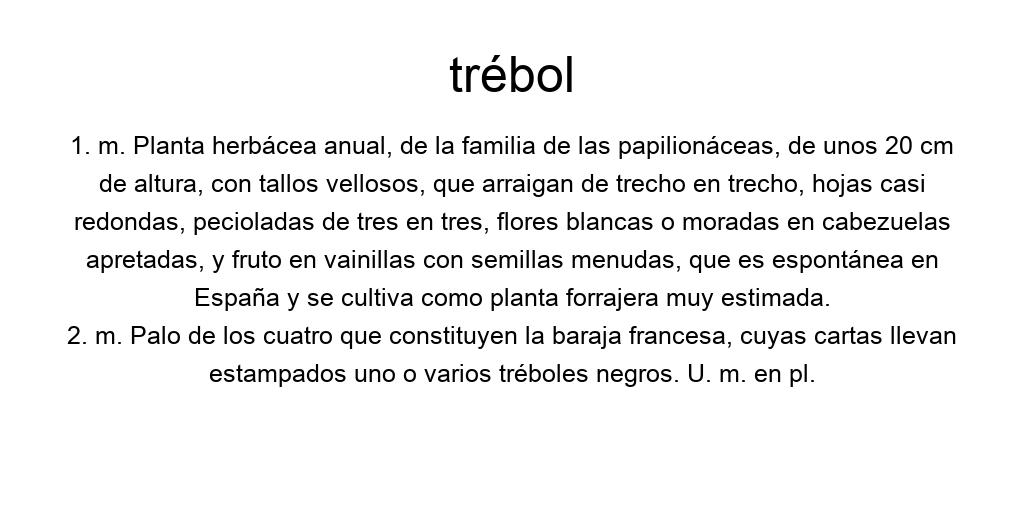 trébol
1. m. Planta herbácea anual, de la familia de las papilionáceas, de unos 20 cm
de altura, con tallos vellosos, que arraigan de trecho en trecho, hojas casi
redondas, pecioladas de tres en tres, flores blancas o moradas en cabezuelas
apretadas, y fruto en vainillas con semillas menudas, que es espontánea en
España y se cultiva como planta forrajera muy estimada.
2. m. Palo de los cuatro que constituyen la baraja francesa, cuyas cartas llevan
estampados uno o varios tréboles negros. U. m. en pl.